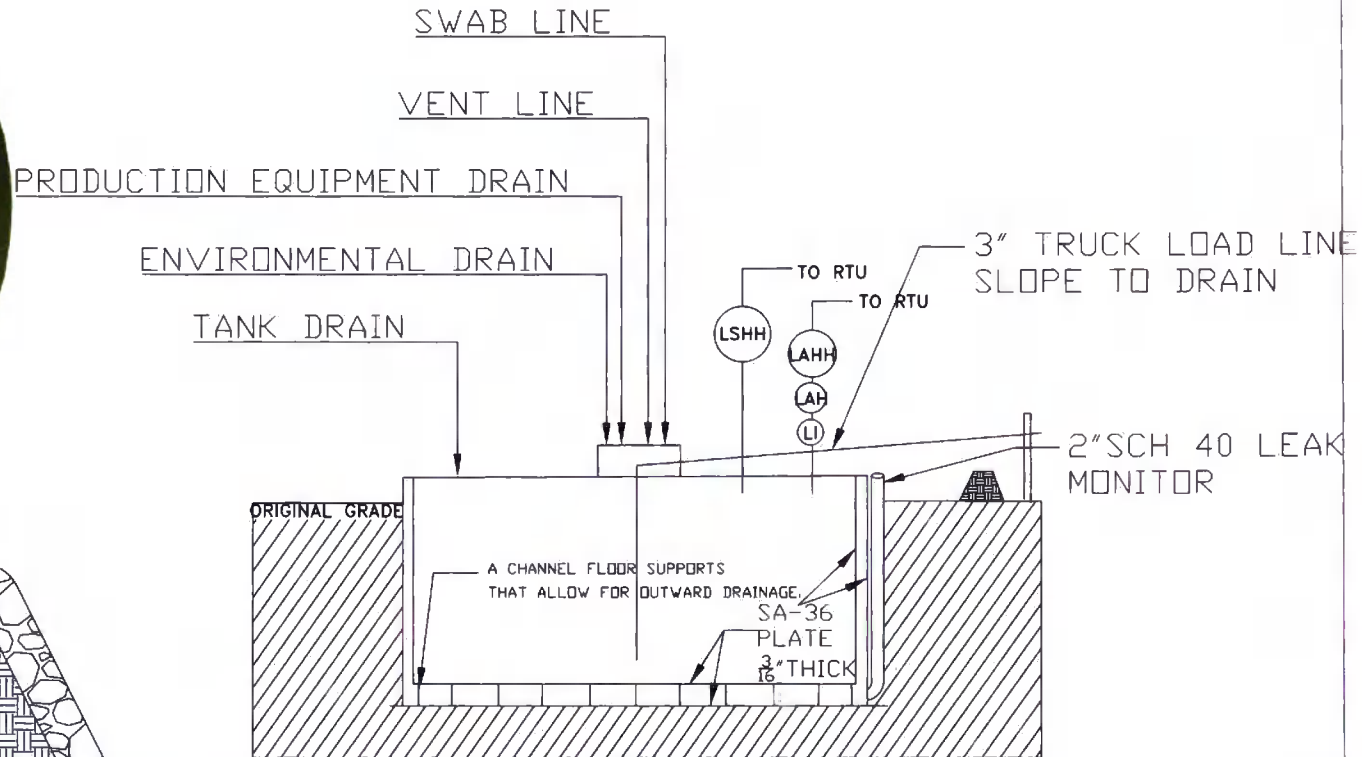 SWAB LINE
VENT LINE
PRODUCTION EQUIPMENT DRAIN
ENVIRONMENTAL DRAIN
TANK DRAIN
TO RTU
TO RTU
LSHH
LAHH
LAH
LI
3" TRUCK LOAD LINE
SLOPE TO DRAIN
2"SCH 40 LEAK
MONITOR
ORIGINAL GRADE
A CHANNEL FLOOR SUPPORTS
THAT ALLOW FOR OUTWARD DRAINAGE.
SA-36
PLATE
3/16" THICK